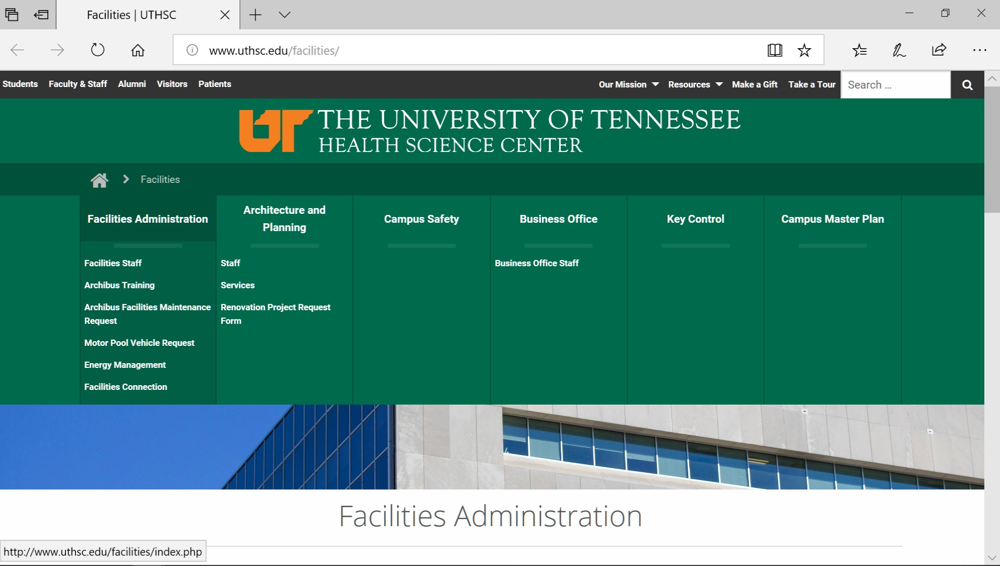 Facilities | UTHSC
www.uthsc.edu/facilities/
Students Faculty & Staff Alumni Visitors Patients Our Mission Resources Make a Gift Take a Tour Search ...
UT THE UNIVERSITY OF TENNESSEE
HEALTH SCIENCE CENTER
Facilities
Facilities Administration
Facilities Staff
Archibus Training
Archibus Facilities Maintenance
Request
Motor Pool Vehicle Request
Energy Management
Facilities Connection
Architecture and
Planning
Staff
Services
Renovation Project Request
Form
Campus Safety
Business Office
Business Office Staff
Key Control
Campus Master Plan
Facilities Administration
http://www.uthsc.edu/facilities/index.php